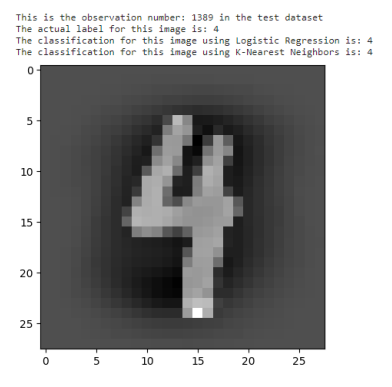 This is the observation number: 1389 in the test dataset
The actual label for this image is: 4
The classification for this image using Logistic Regression is: 4
The classification for this image using K-Nearest Neighbors is: 4
0
5
10
15
20
25
4
0 5 10 15 20 25